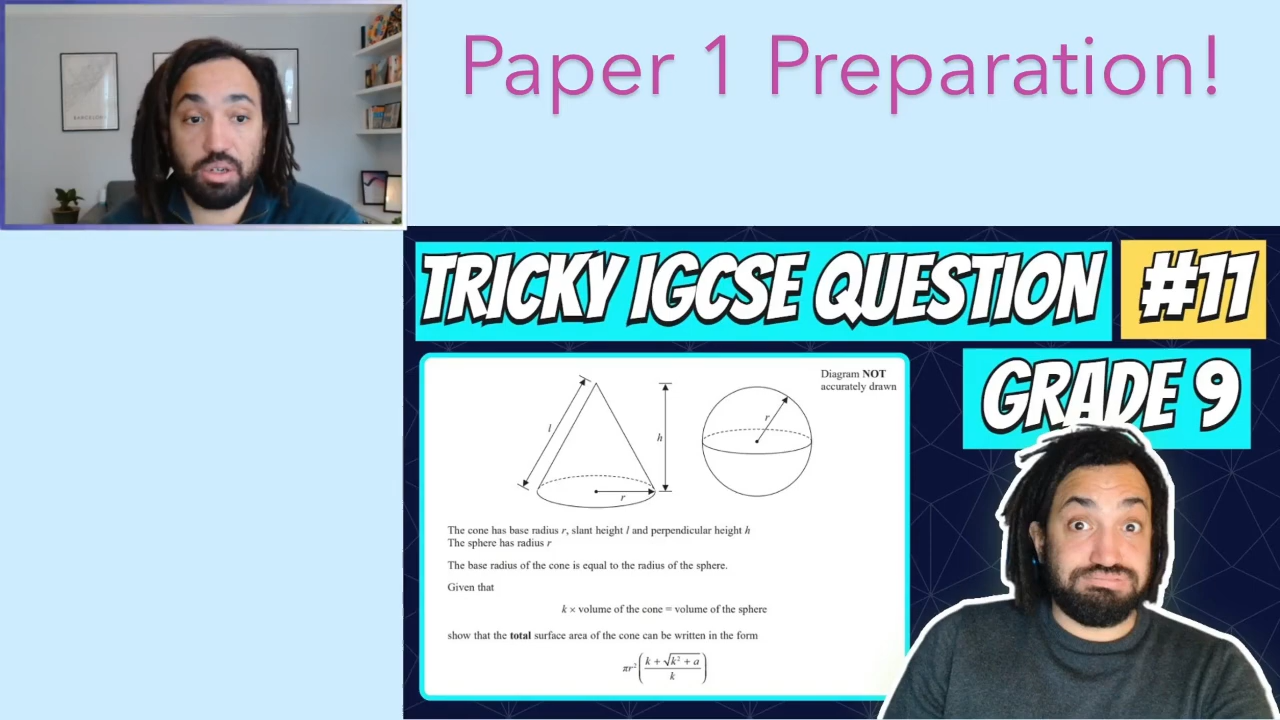 Paper 1 Preparation!
BARCELONA
TRICKY IGCSE QUESTION #11
GRADE 9
Diagram NOT
accurately drawn
l
h
r
r
The cone has base radius r, slant height l and perpendicular height h
The sphere has radius r
The base radius of the cone is equal to the radius of the sphere.
Given that
k × volume of the cone = volume of the sphere
show that the total surface area of the cone can be written in the form
πr²((k + √(k² + a))/k)